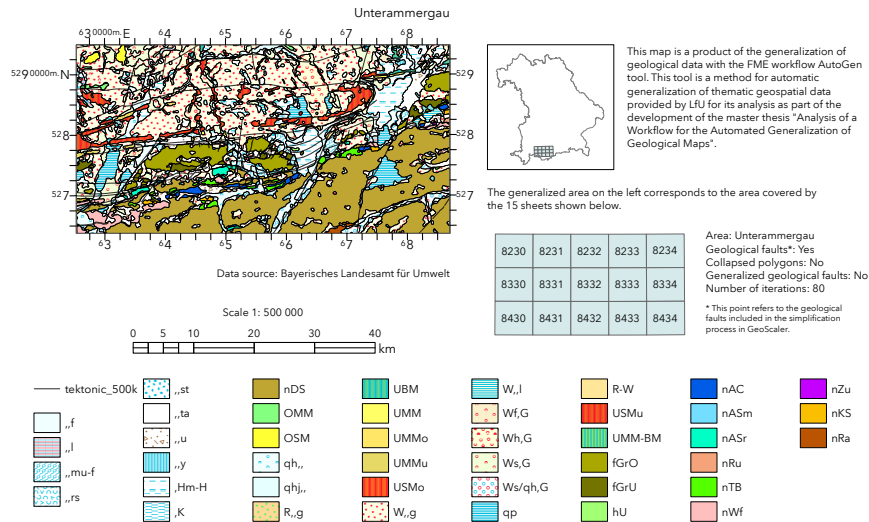 Unterammergau
630000m. E
64
65
66
67
68
5290000m. N
529
528
528
527
527
63
64
65
66
67
68
Data source: Bayerisches Landesamt für Umwelt
This map is a product of the generalization of
geological data with the FME workflow AutoGen
tool. This tool is a method for automatic
generalization of thematic geospatial data
provided by LfU for its analysis as part of the
development of the master thesis "Analysis of a
Workflow for the Automated Generalization of
Geological Maps".
The generalized area on the left corresponds to the area covered by
the 15 sheets shown below.
8230 8231 8232 8233 8234
8330 8331 8332 8333 8334
8430 8431 8432 8433 8434
Area: Unterammergau
Geological faults*: Yes
Collapsed polygons: No
Generalized geological faults: No
Number of iterations: 80
* This point refers to the geological
faults included in the simplification
process in GeoScaler.
Scale 1: 500 000
0 5 10 20 30 40
km
tektonic_500k
,,f
,,l
,,mu-f
,,rs
,,st
,,ta
,,u
,,y
,Hm-H
,K
nDS
OMM
OSM
qh,,
qhj,,
R,,g
UBM
UMM
UMMo
UMMu
USMo
W,,g
W,,l
Wf,G
Wh,G
Ws,G
Ws/qh,G
qp
R-W
USMu
UMM-BM
fGrO
fGrU
hU
nAC
nASm
nASr
nRu
nTB
nWf
nZu
nKS
nRa